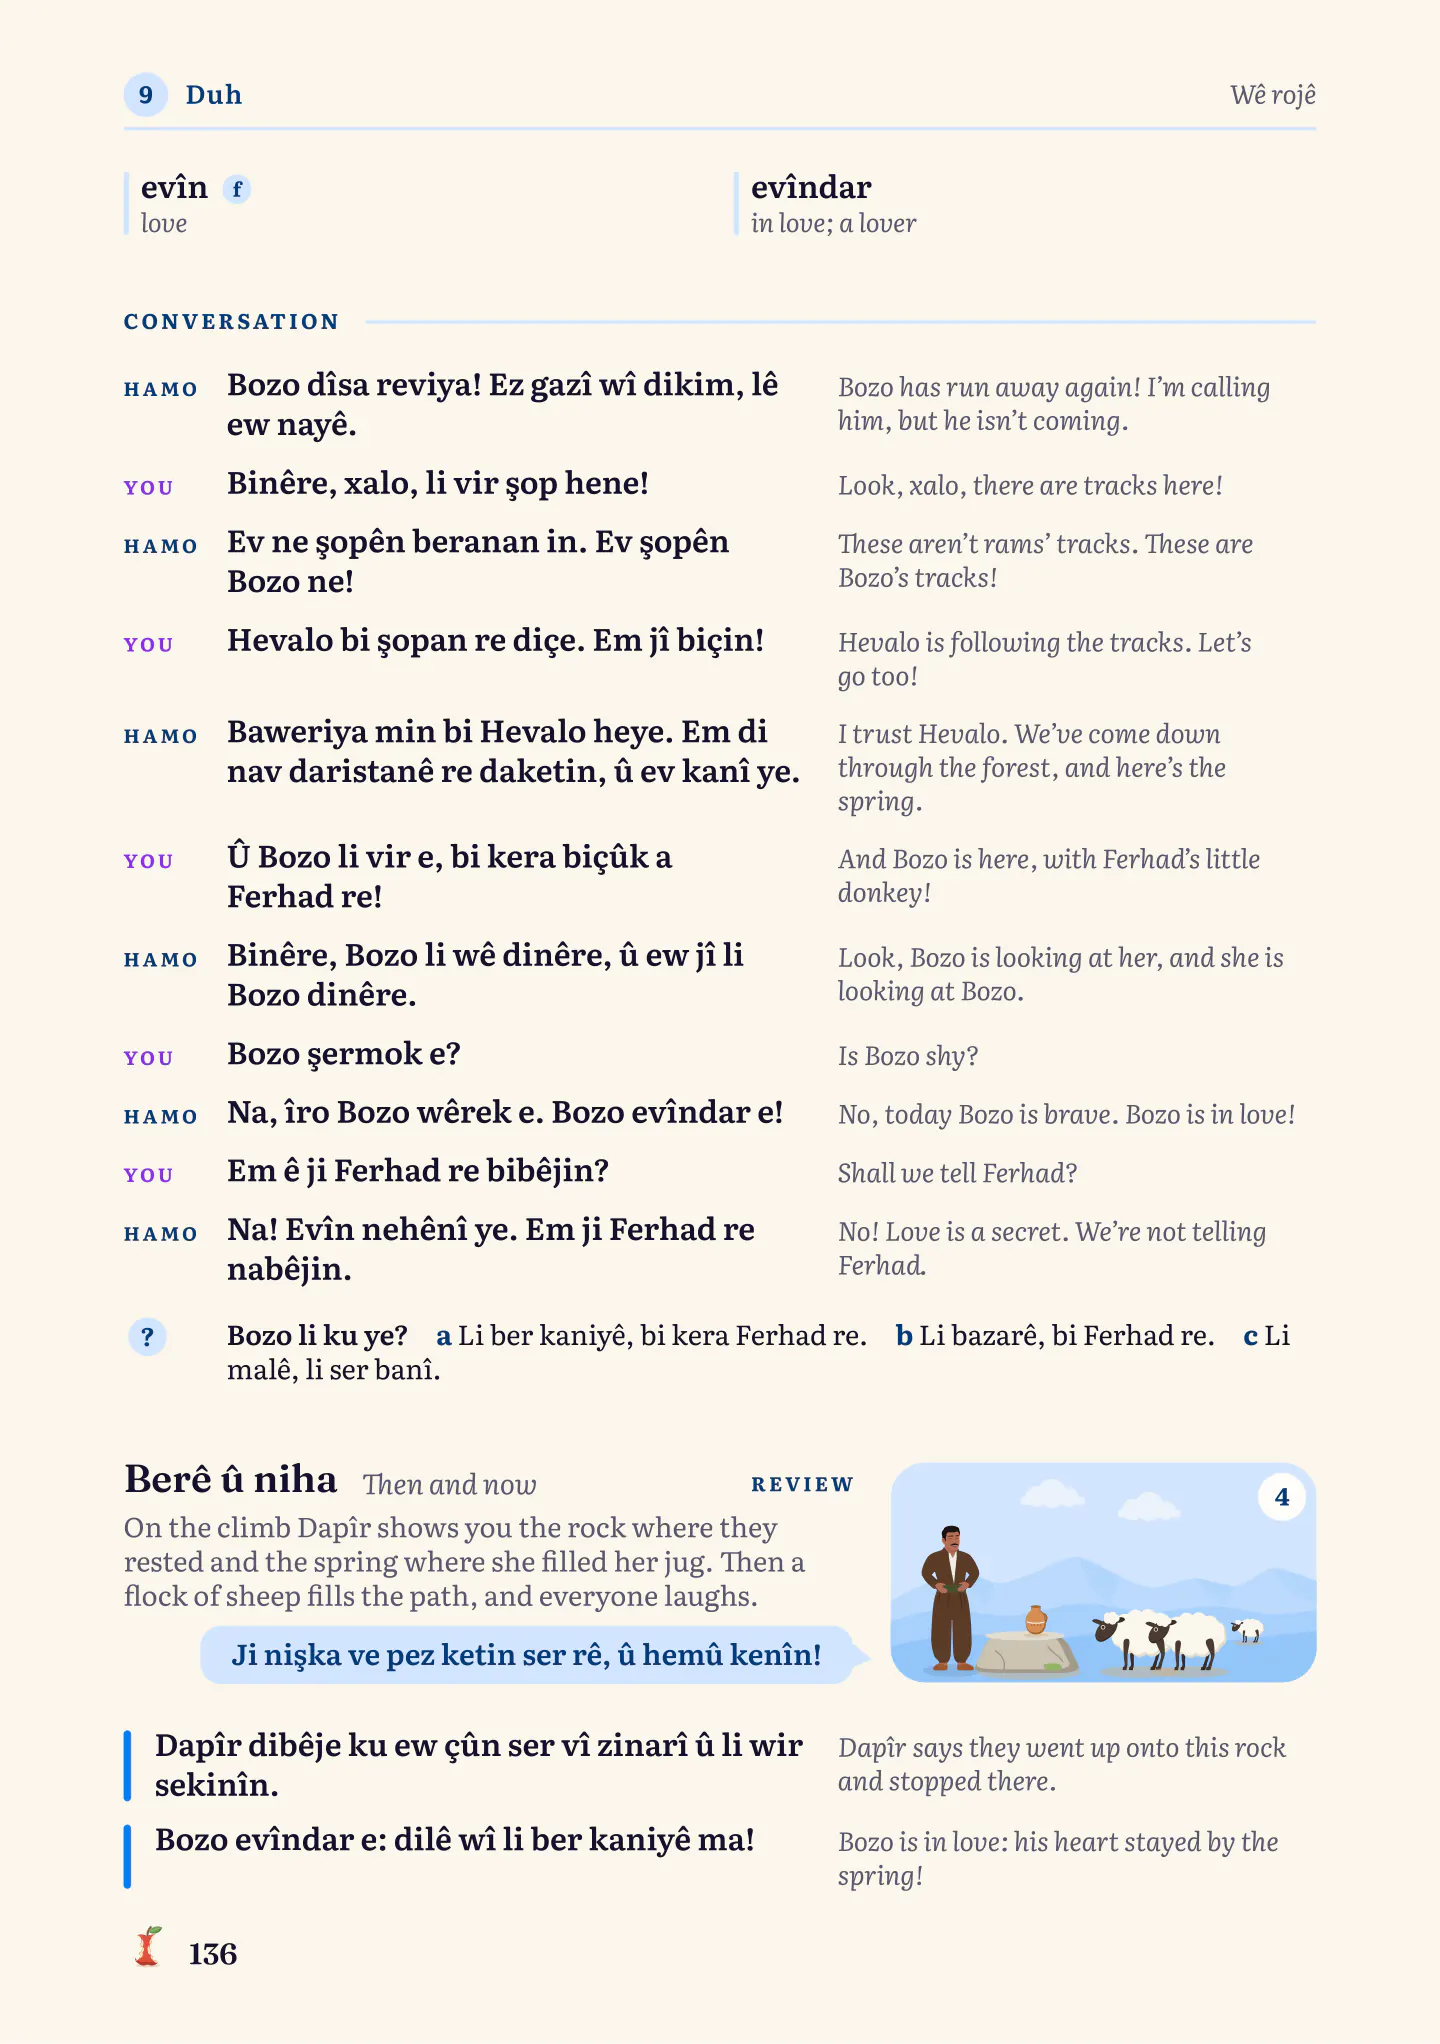 9 Duh
Wê rojê
evîn f
love
evîndar
in love; a lover
CONVERSATION
HAMO Bozo dîsa reviya! Ez gazî wî dikim, lê
ew nayê.
Bozo has run away again! I’m calling
him, but he isn’t coming.
YOU Binêre, xalo, li vir şop hene!
Look, xalo, there are tracks here!
HAMO Ev ne şopên beranan in. Ev şopên
Bozo ne!
These aren’t rams’ tracks. These are
Bozo’s tracks!
YOU Hevalo bi şopan re diçe. Em jî biçin!
Hevalo is following the tracks. Let’s
go too!
HAMO Baweriya min bi Hevalo heye. Em di
nav daristanê re daketin, û ev kanî ye.
I trust Hevalo. We’ve come down
through the forest, and here’s the
spring.
YOU Û Bozo li vir e, bi kera biçûk a
Ferhad re!
And Bozo is here, with Ferhad’s little
donkey!
HAMO Binêre, Bozo li wê dinêre, û ew jî li
Bozo dinêre.
Look, Bozo is looking at her, and she is
looking at Bozo.
YOU Bozo şermok e?
Is Bozo shy?
HAMO Na, îro Bozo wêrek e. Bozo evîndar e!
No, today Bozo is brave. Bozo is in love!
YOU Em ê ji Ferhad re bibêjin?
Shall we tell Ferhad?
HAMO Na! Evîn nehênî ye. Em ji Ferhad re
nabêjin.
No! Love is a secret. We’re not telling
Ferhad.
? Bozo li ku ye? a Li ber kaniyê, bi kera Ferhad re. b Li bazarê, bi Ferhad re. c Li
malê, li ser banî.
Berê û niha Then and now REVIEW
4
On the climb Dapîr shows you the rock where they
rested and the spring where she filled her jug. Then a
flock of sheep fills the path, and everyone laughs.
Ji nişka ve pez ketin ser rê, û hemû kenîn!
Dapîr dibêje ku ew çûn ser vî zinarî û li wir
sekinîn.
Dapîr says they went up onto this rock
and stopped there.
Bozo evîndar e: dilê wî li ber kaniyê ma!
Bozo is in love: his heart stayed by the
spring!
136